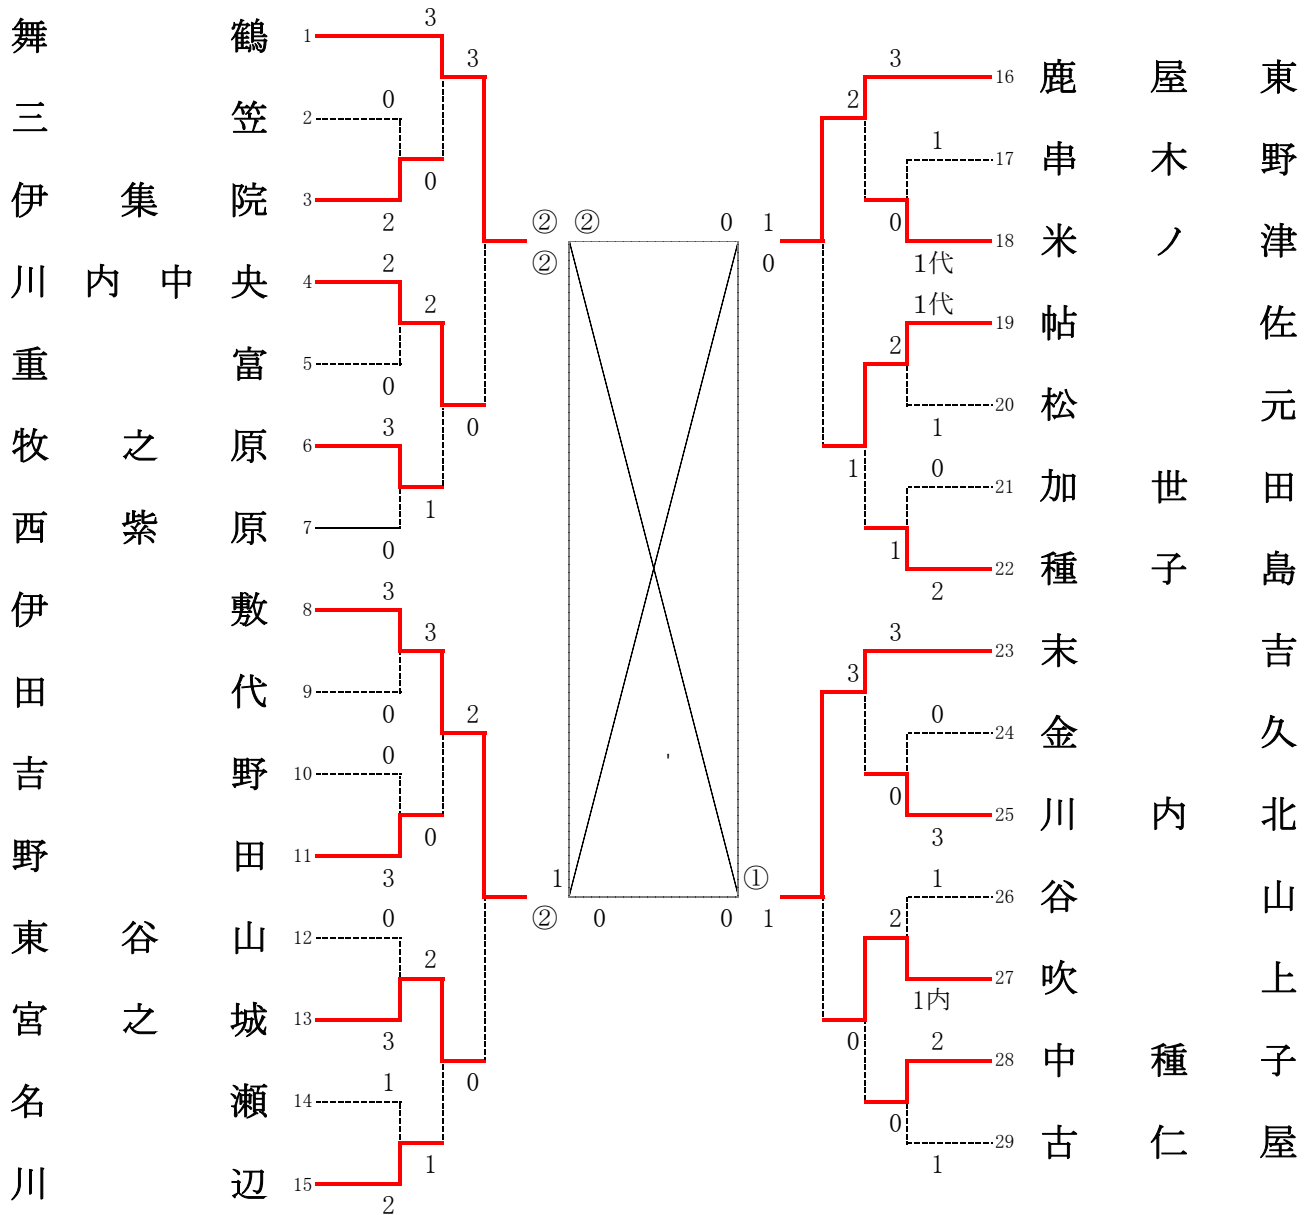 舞鶴 1 3
3
三笠 2 0
伊集院 3 2
0
② ② 0 1
② 0
川内中央 4 2
2
重富 5 0
0
牧之原 6 3
1
西紫原 7 0
伊敷 8 3
3
田代 9 0
2
吉野 10 0
0
野田 11 3
1 ①
② 0 0 1
東谷山 12 0
2
宮之城 13 3
0
名瀬 14 1
1
川辺 15 2
3 16 鹿屋東
2
1 17 串木野
0
18 米ノ津
1代
1代
19 帖佐
2
20 松元
1
1
0 21 加世田
1
22 種子島
2
3 23 末吉
3
0 24 金久
0
25 川内北
3
1 26 谷山
2
27 吹上
1内
0
2 28 中種子
0
29 古仁屋
1